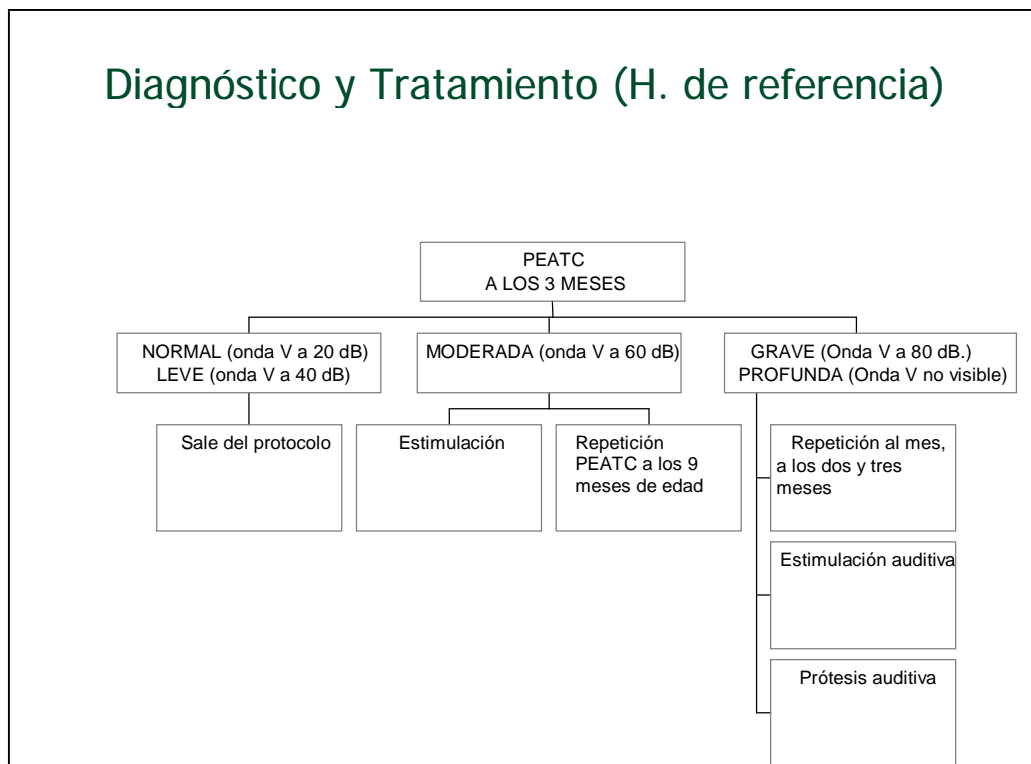 Diagnóstico y Tratamiento (H. de referencia)
PEATC
A LOS 3 MESES
NORMAL (onda V a 20 dB)
LEVE (onda V a 40 dB)
MODERADA (onda V a 60 dB)
GRAVE (Onda V a 80 dB.)
PROFUNDA (Onda V no visible)
Sale del protocolo
Estimulación
Repetición
PEATC a los 9
meses de edad
Repetición al mes,
a los dos y tres
meses
Estimulación auditiva
Prótesis auditiva